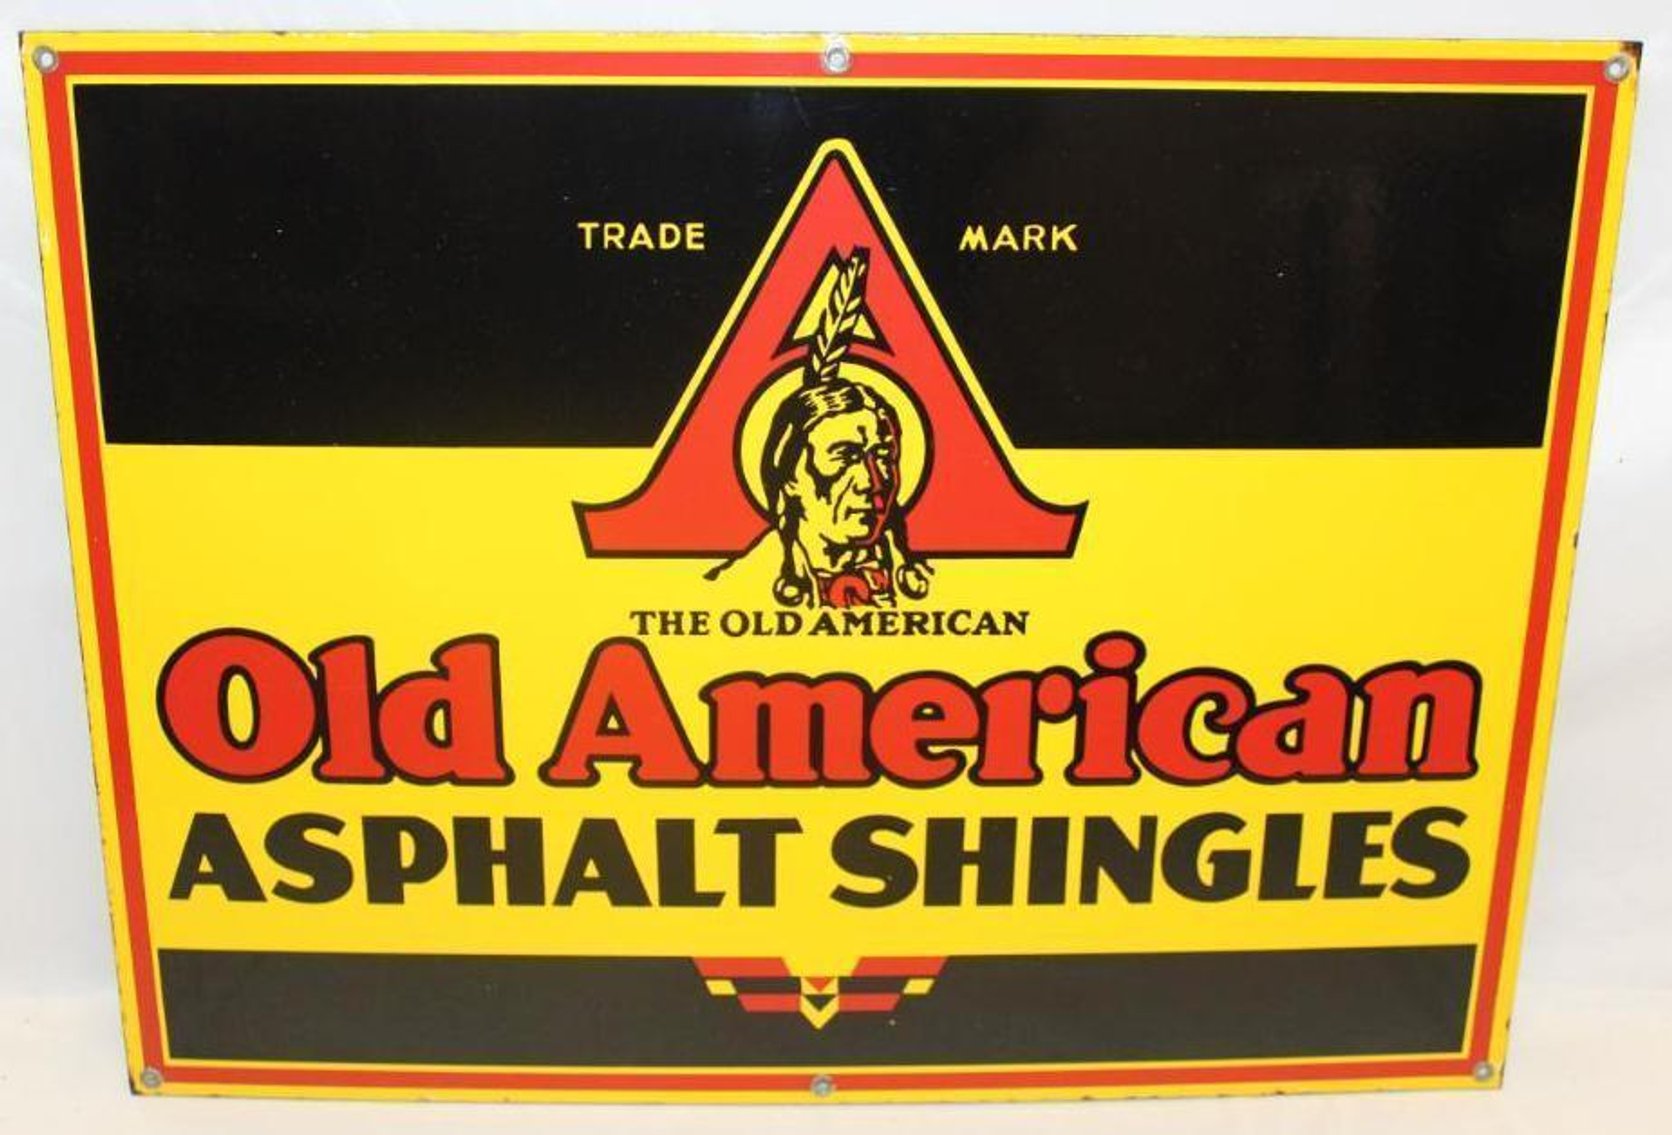 TRADE MARK
THE OLD AMERICAN
Old American
ASPHALT SHINGLES